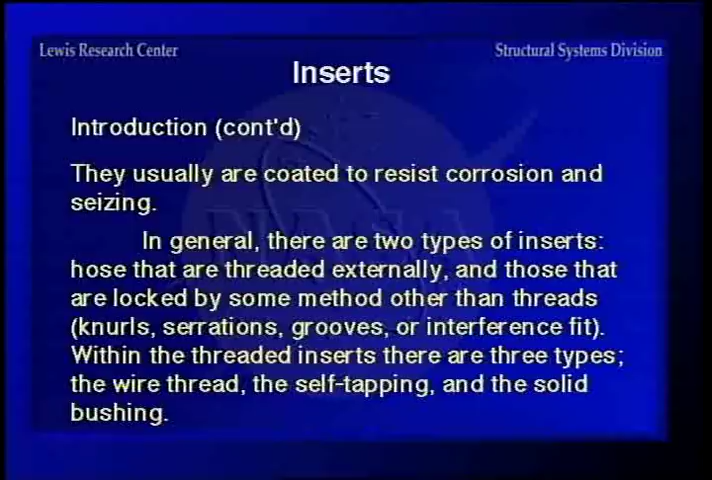 Lewis Research Center
Structural Systems Division
Inserts
Introduction (cont'd)
They usually are coated to resist corrosion and
seizing.
In general, there are two types of inserts:
hose that are threaded externally, and those that
are locked by some method other than threads
(knurls, serrations, grooves, or interference fit).
Within the threaded inserts there are three types;
the wire thread, the self-tapping, and the solid
bushing.
NASA